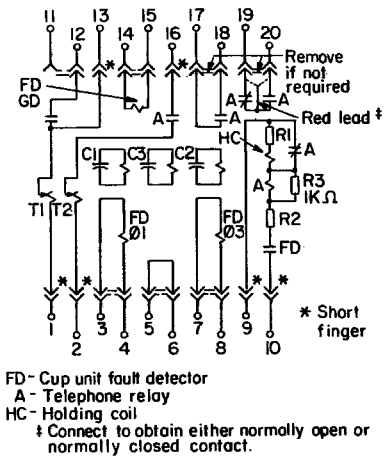 11 13 15 17 19
12 14 16 18 20
* *
Remove
if not
required
FD
GD
‡
A A A A
Red lead ‡
HC R1
A
C1 C3 C2
A R3
1KΩ
T1 T2
FD FD
Ø1 Ø3
R2
FD
* * * *
* Short
finger
1 3 5 7 9
2 4 6 8 10
FD- Cup unit fault detector
A - Telephone relay
HC - Holding coil
‡ Connect to obtain either normally open or
normally closed contact.